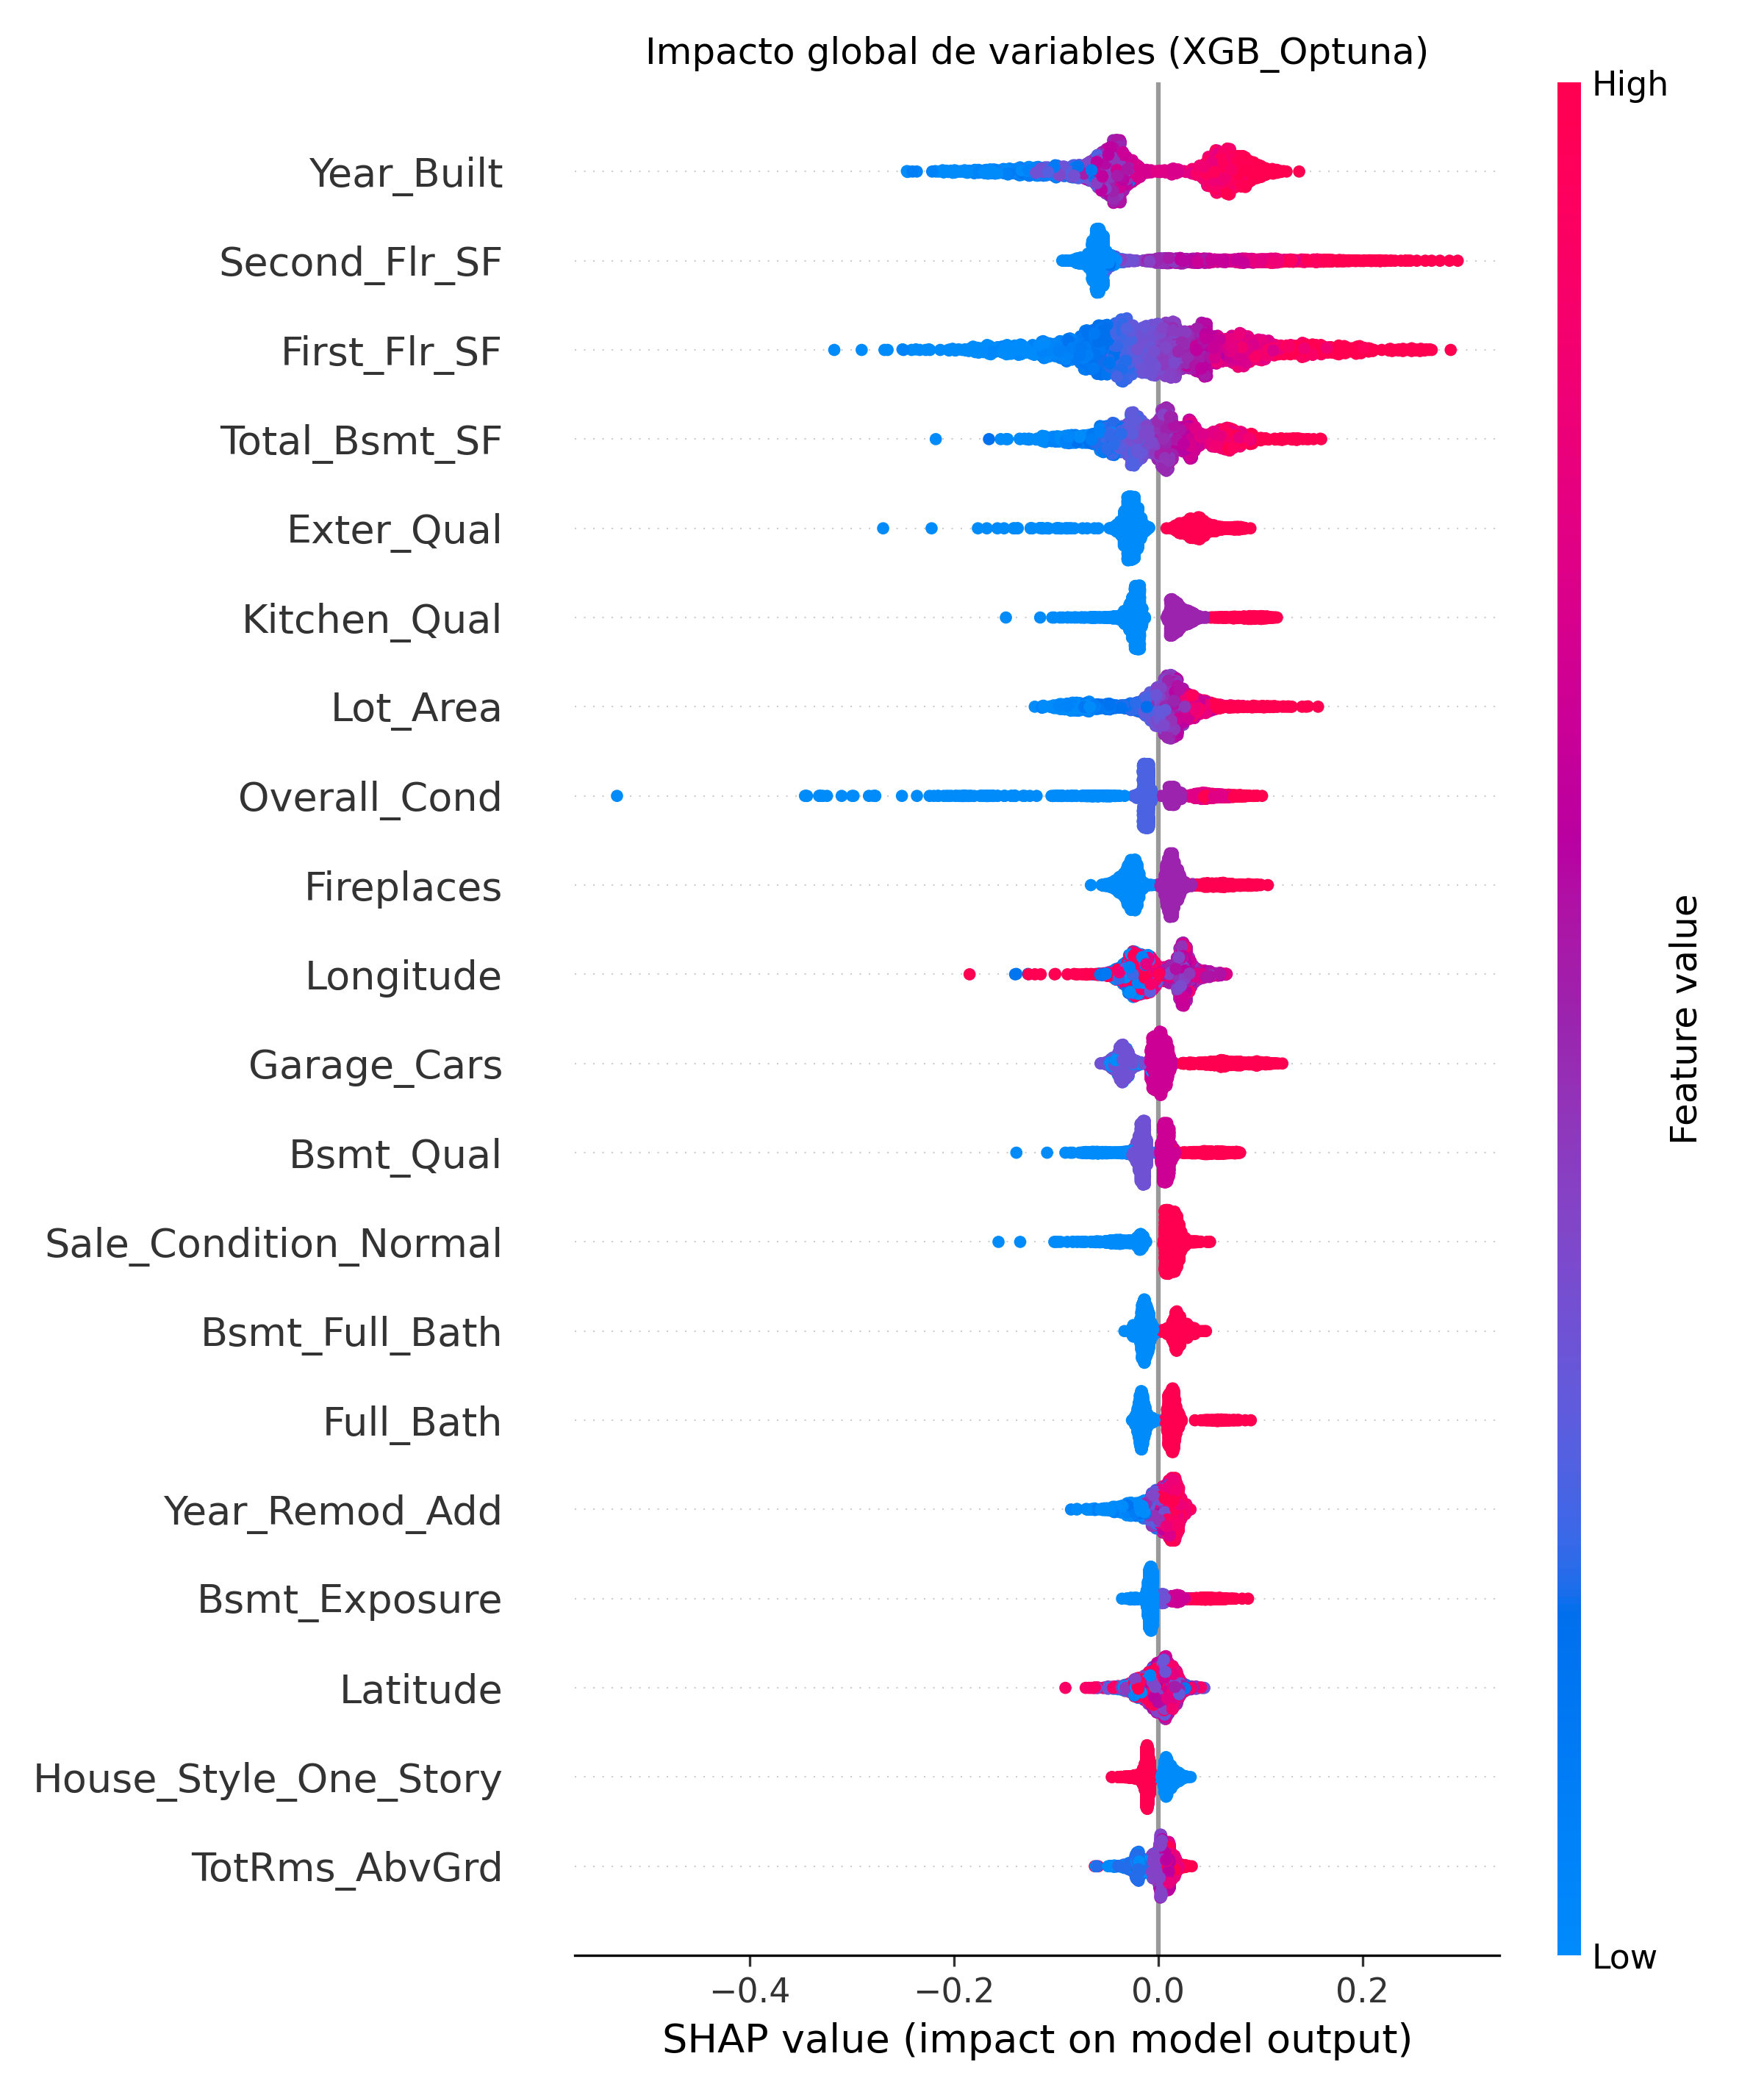 Impacto global de variables (XGB_Optuna)
High
Year_Built
Second_Flr_SF
First_Flr_SF
Total_Bsmt_SF
Exter_Qual
Kitchen_Qual
Lot_Area
Overall_Cond
Fireplaces
Longitude
Garage_Cars
Bsmt_Qual
Sale_Condition_Normal
Bsmt_Full_Bath
Full_Bath
Year_Remod_Add
Bsmt_Exposure
Latitude
House_Style_One_Story
TotRms_AbvGrd
Feature value
Low
−0.4 −0.2 0.0 0.2
SHAP value (impact on model output)